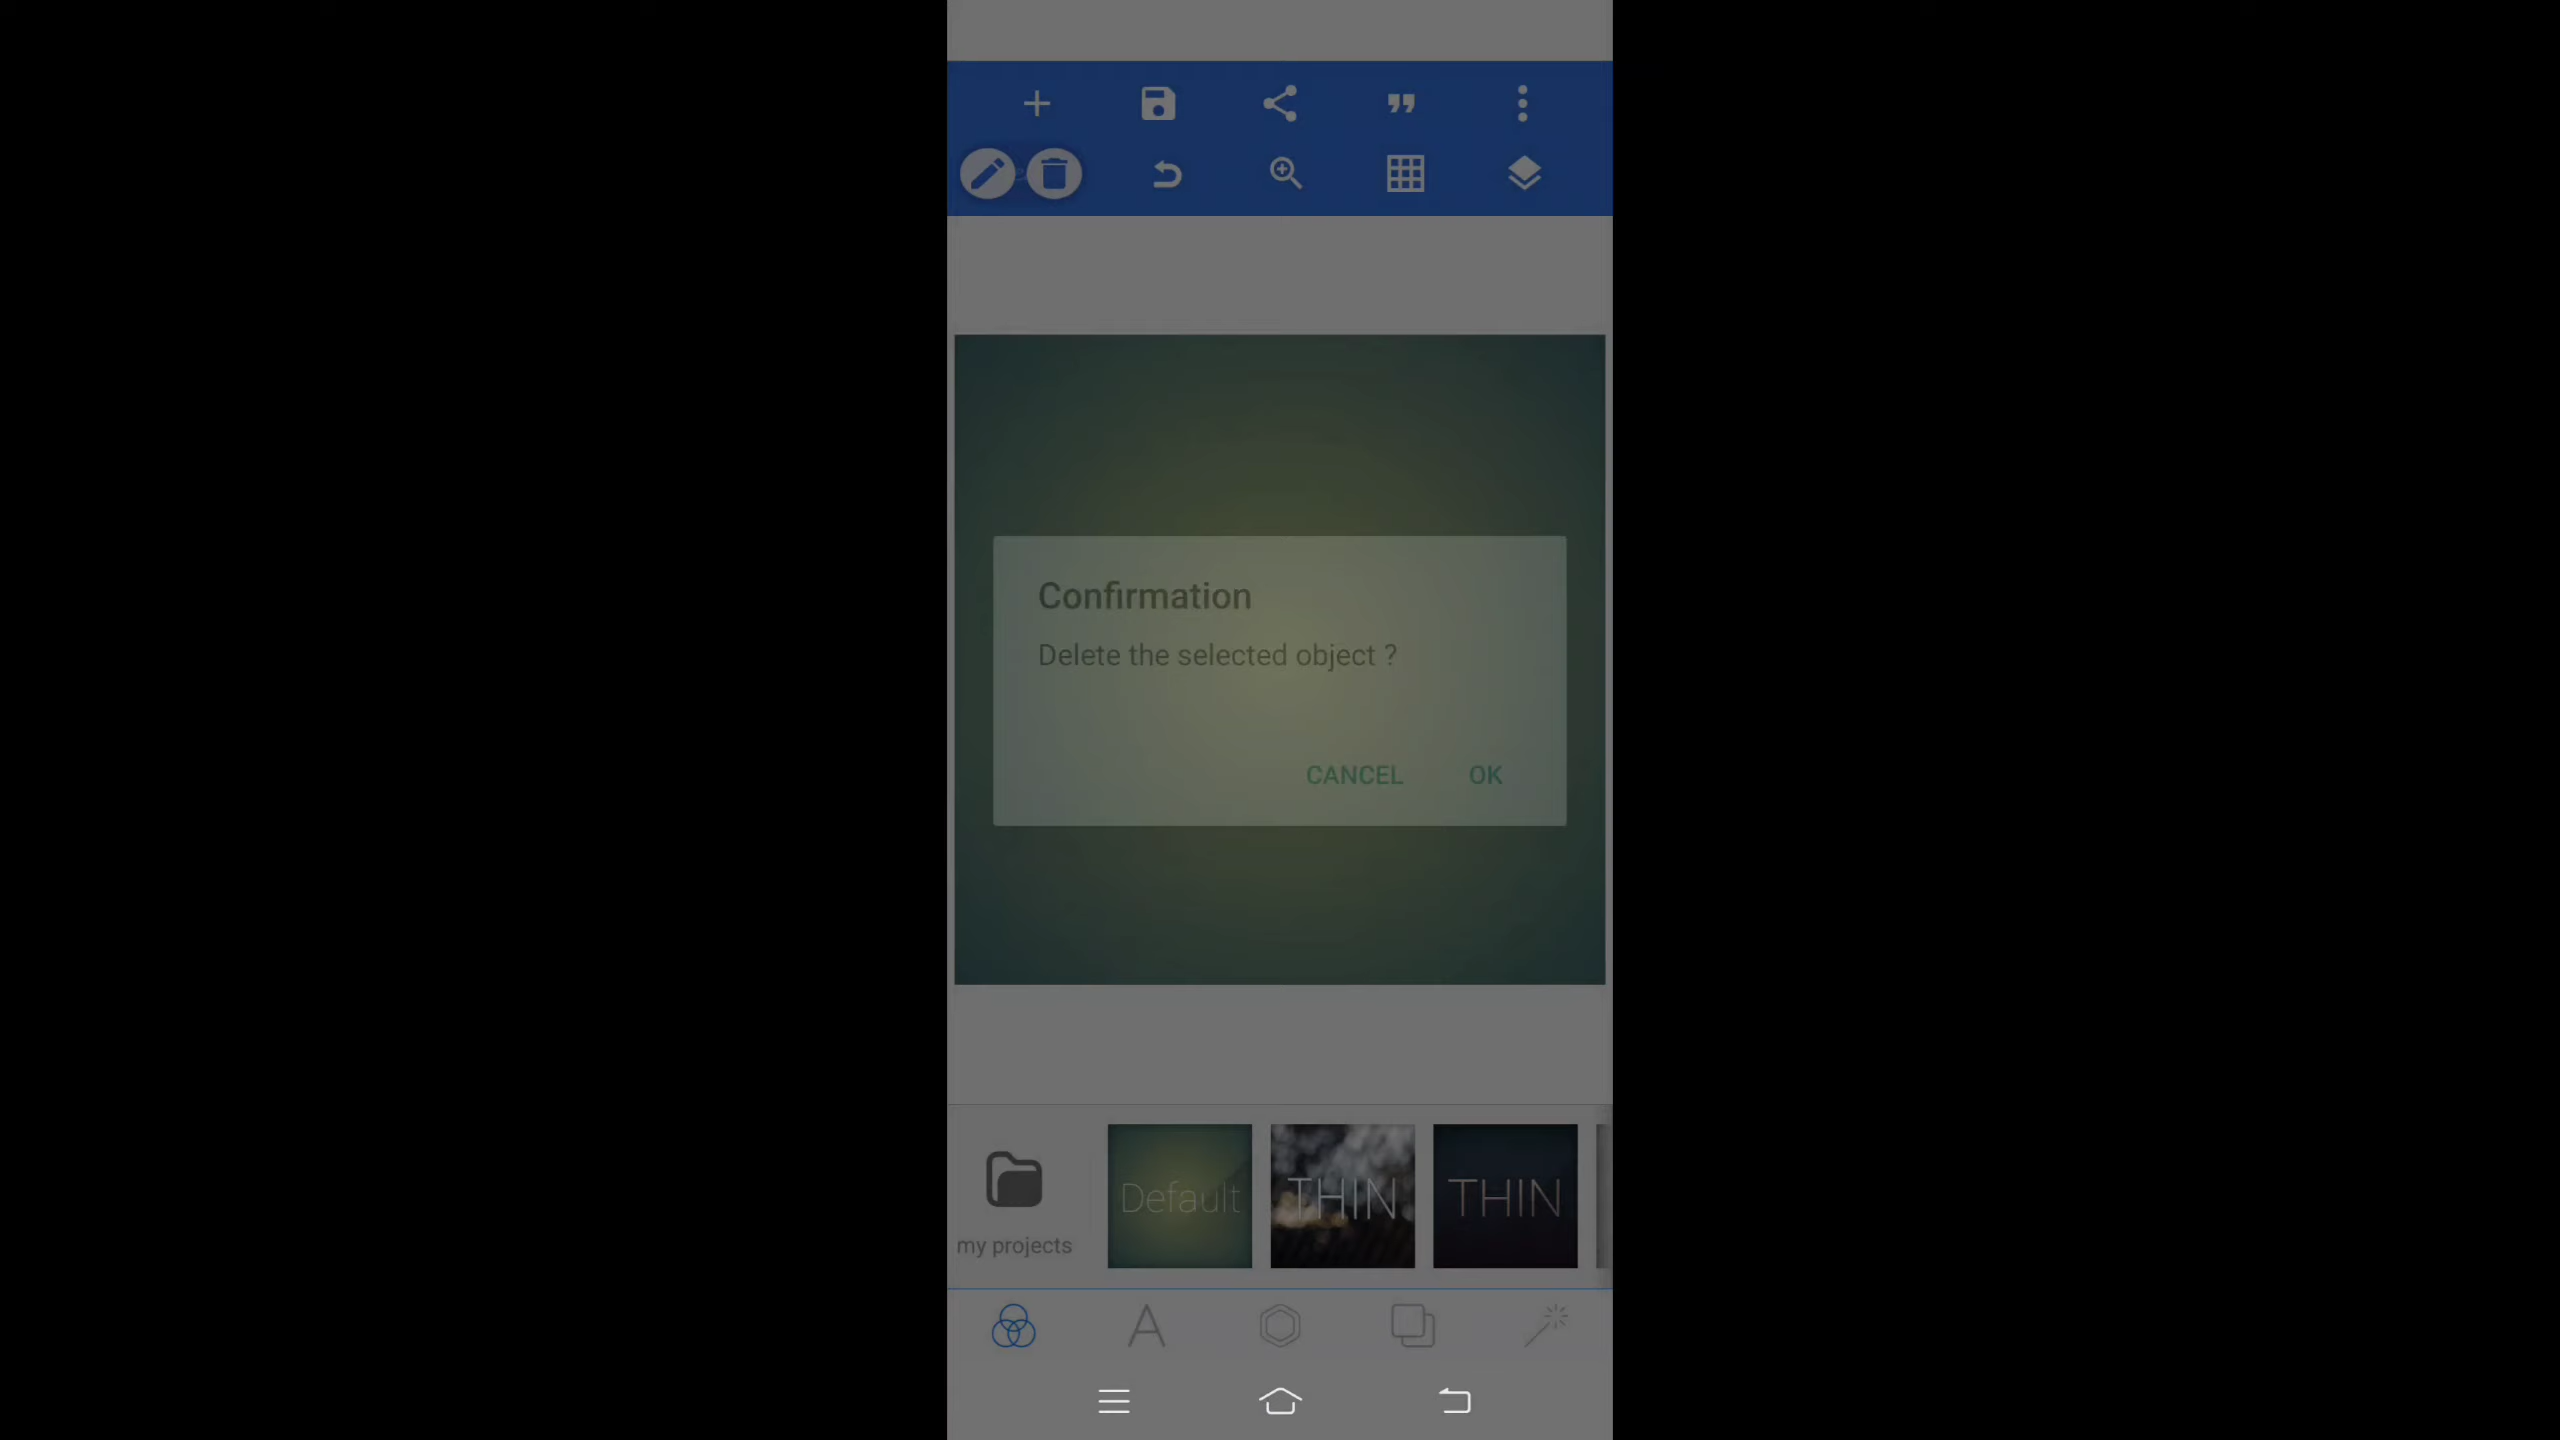 Confirmation
Delete the selected object ?
CANCEL OK
Default THIN THIN
my projects